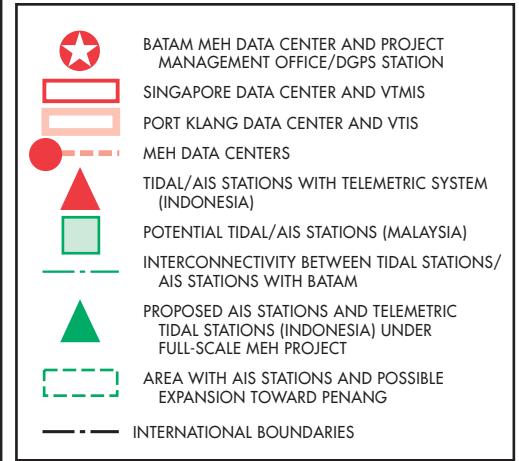 BATAM MEH DATA CENTER AND PROJECT
MANAGEMENT OFFICE/DGPS STATION
SINGAPORE DATA CENTER AND VTMIS
PORT KLANG DATA CENTER AND VTIS
MEH DATA CENTERS
TIDAL/AIS STATIONS WITH TELEMETRIC SYSTEM
(INDONESIA)
POTENTIAL TIDAL/AIS STATIONS (MALAYSIA)
INTERCONNECTIVITY BETWEEN TIDAL STATIONS/
AIS STATIONS WITH BATAM
PROPOSED AIS STATIONS AND TELEMETRIC
TIDAL STATIONS (INDONESIA) UNDER
FULL-SCALE MEH PROJECT
AREA WITH AIS STATIONS AND POSSIBLE
EXPANSION TOWARD PENANG
INTERNATIONAL BOUNDARIES